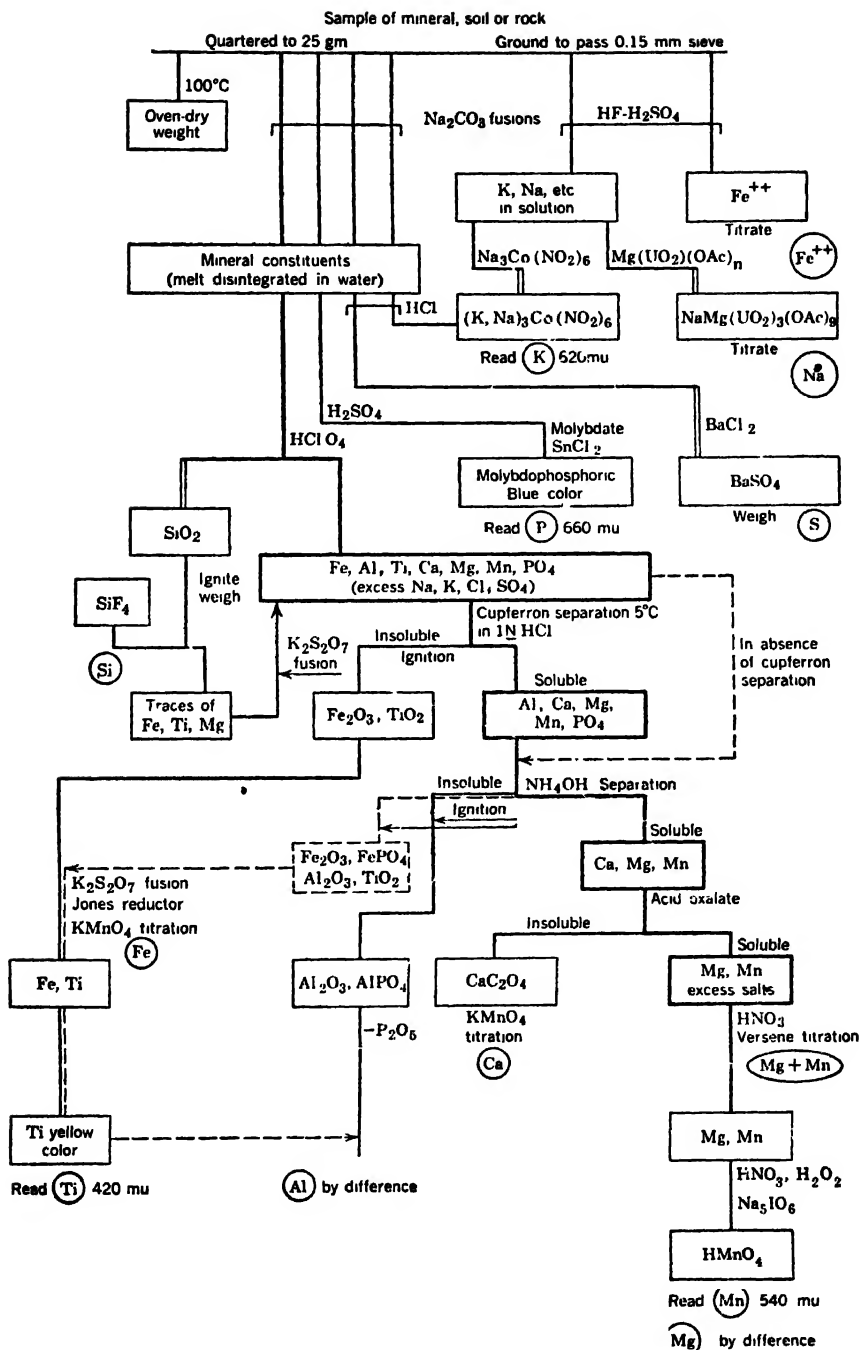 Sample of mineral, soil or rock
Quartered to 25 gm
Ground to pass 0.15 mm sieve
100°C
Oven-dry
weight
Na₂CO₃ fusions
HF-H₂SO₄
K, Na, etc
in solution
Fe⁺⁺
Titrate
Fe⁺⁺
Na₃Co(NO₂)₆
Mg(UO₂)(OAc)ₙ
Mineral constituents
(melt disintegrated in water)
HCl
(K, Na)₃Co(NO₂)₆
NaMg(UO₂)₃(OAc)₉
Read K 620mu
Titrate
Na
H₂SO₄
HClO₄
Molybdate
SnCl₂
BaCl₂
Molybdophosphoric
Blue color
BaSO₄
Read P 660 mu
Weigh S
SiO₂
Ignite
weigh
SiF₄
Si
Fe, Al, Ti, Ca, Mg, Mn, PO₄
(excess Na, K, Cl, SO₄)
Cupferron separation 5°C
in 1N HCl
K₂S₂O₇
fusion
Insoluble
Ignition
Soluble
In absence
of cupferron
separation
Traces of
Fe, Ti, Mg
Fe₂O₃, TiO₂
Al, Ca, Mg,
Mn, PO₄
Insoluble
NH₄OH Separation
Ignition
Soluble
Fe₂O₃, FePO₄
Al₂O₃, TiO₂
Ca, Mg, Mn
K₂S₂O₇ fusion
Jones reductor
KMnO₄ titration
Fe
Acid oxalate
Insoluble
Soluble
Fe, Ti
Al₂O₃, AlPO₄
CaC₂O₄
Mg, Mn
excess salts
–P₂O₅
KMnO₄
titration
Ca
HNO₃
Versene titration
Mg + Mn
Ti yellow
color
Mg, Mn
Read Ti 420 mu
Al by difference
HNO₃, H₂O₂
Na₅IO₆
HMnO₄
Read Mn 540 mu
Mg by difference